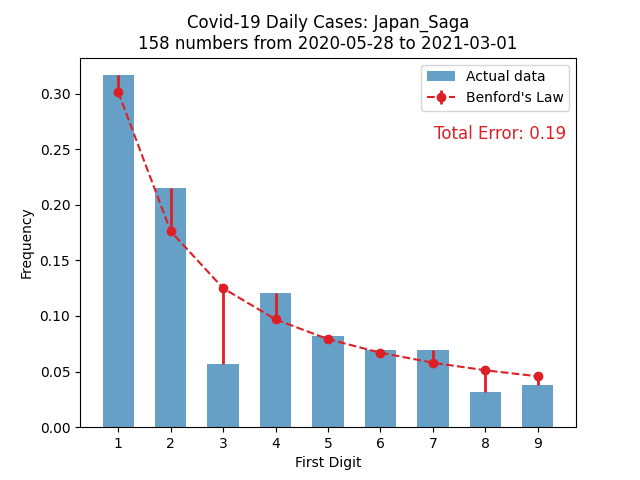 Covid-19 Daily Cases: Japan_Saga
158 numbers from 2020-05-28 to 2021-03-01
Actual data
Benford's Law
Total Error: 0.19
0.30
0.25
0.20
0.15
0.10
0.05
0.00
Frequency
1 2 3 4 5 6 7 8 9
First Digit